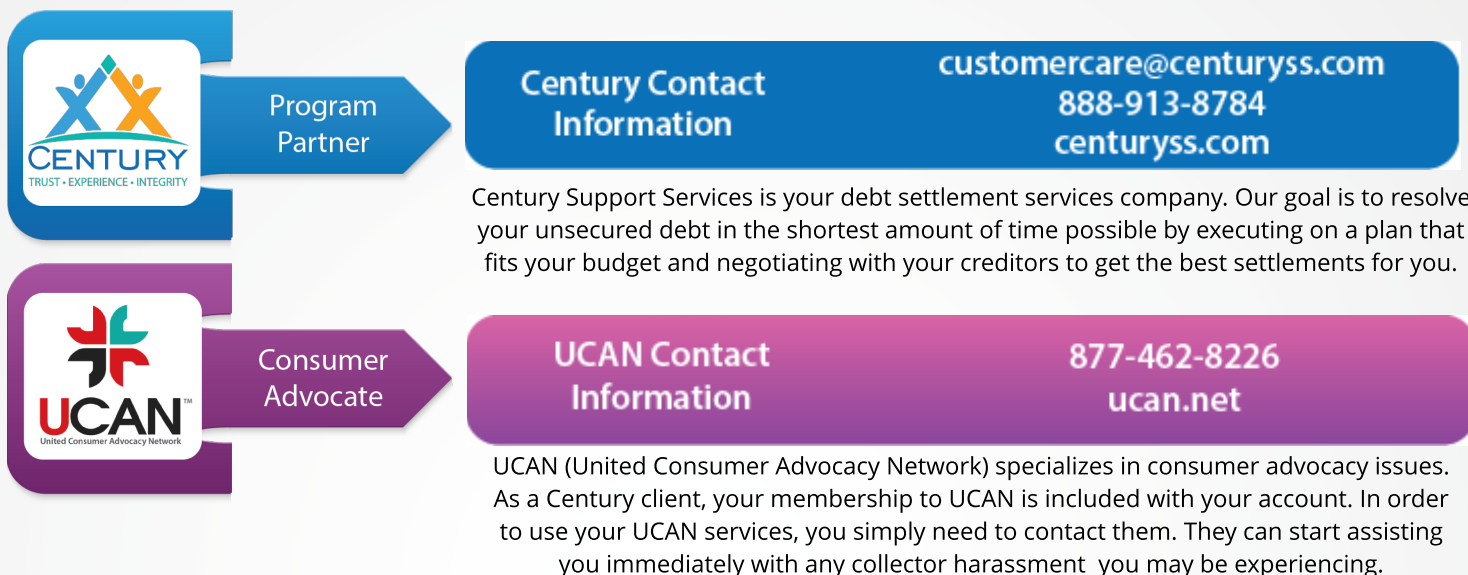 CENTURY
TRUST • EXPERIENCE • INTEGRITY
Program
Partner
Century Contact
Information
customercare@centuryss.com
888-913-8784
centuryss.com
Century Support Services is your debt settlement services company. Our goal is to resolve
your unsecured debt in the shortest amount of time possible by executing on a plan that
fits your budget and negotiating with your creditors to get the best settlements for you.
UCAN™
United Consumer Advocacy Network
Consumer
Advocate
UCAN Contact
Information
877-462-8226
ucan.net
UCAN (United Consumer Advocacy Network) specializes in consumer advocacy issues.
As a Century client, your membership to UCAN is included with your account. In order
to use your UCAN services, you simply need to contact them. They can start assisting
you immediately with any collector harassment you may be experiencing.